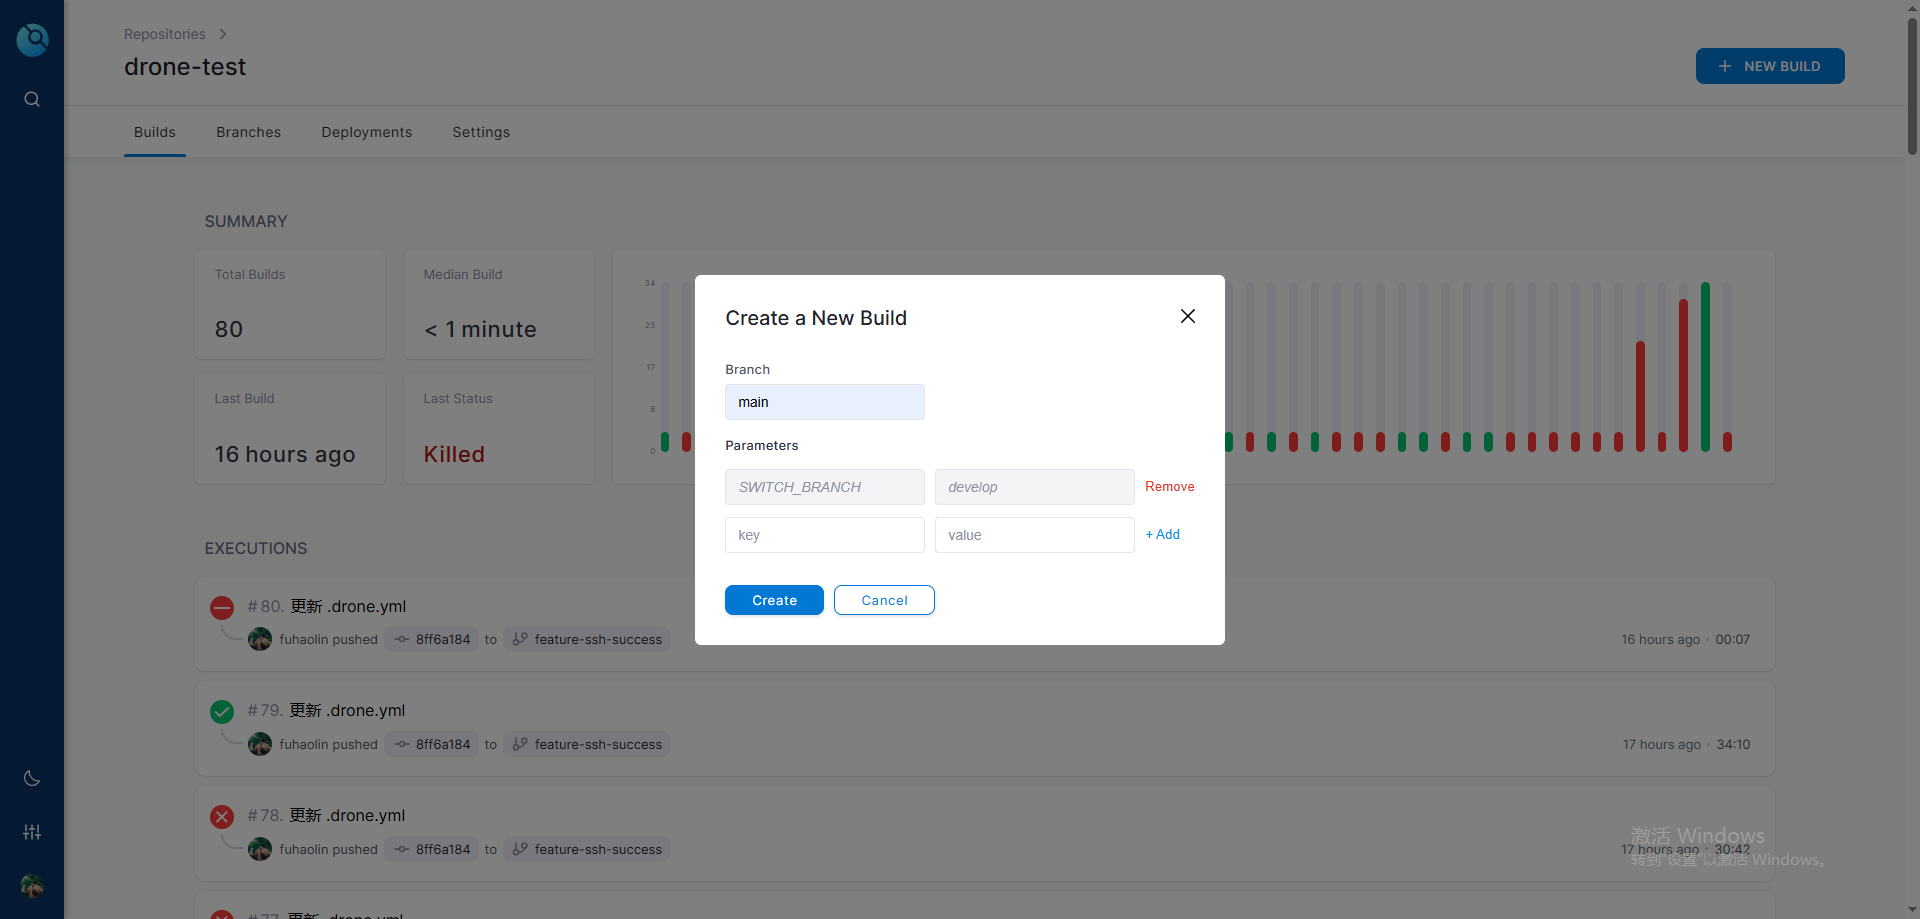 Repositories
drone-test
NEW BUILD
Builds
Branches
Deployments
Settings
SUMMARY
Total Builds
80
Median Build
< 1 minute
Last Build
16 hours ago
Last Status
Killed
34
25
17
8
0
Create a New Build
Branch
main
Parameters
SWITCH_BRANCH
develop
Remove
key
value
+ Add
Create
Cancel
EXECUTIONS
#80. 更新 .drone.yml
fuhaolin pushed 8ff6a184 to feature-ssh-success
16 hours ago · 00:07
#79. 更新 .drone.yml
fuhaolin pushed 8ff6a184 to feature-ssh-success
17 hours ago · 34:10
#78. 更新 .drone.yml
fuhaolin pushed 8ff6a184 to feature-ssh-success
17 hours ago · 30:42
激活 Windows
转到"设置"以激活 Windows。
#77. 更新 .drone.yml